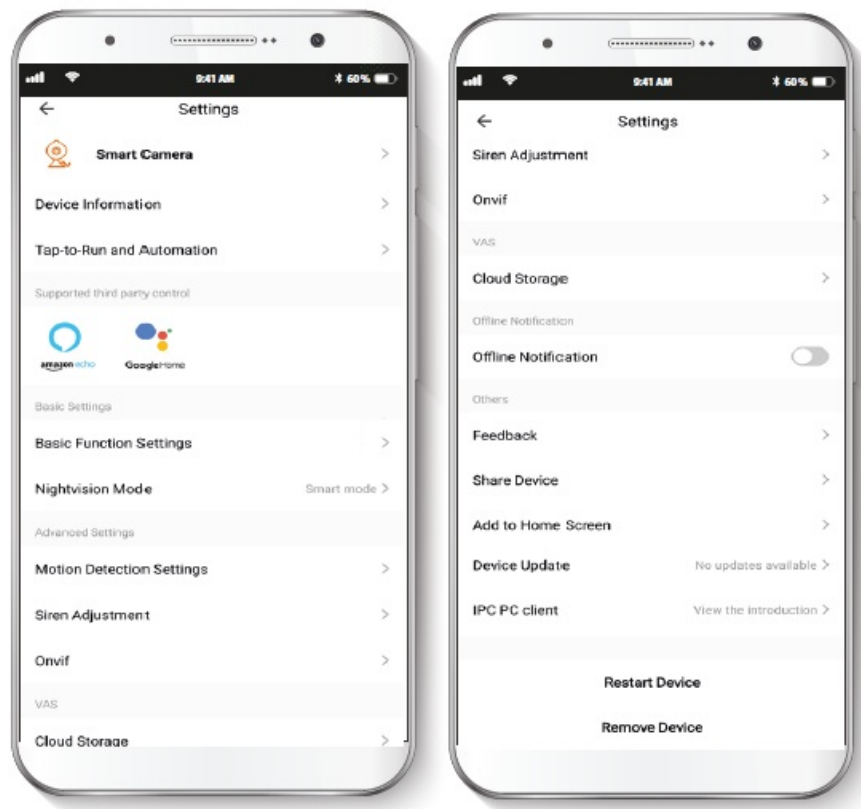 9:41 AM
60%
Settings
Smart Camera
Device Information
Tap-to-Run and Automation
Supported third party control
amazon echo
Google Home
Basic Settings
Basic Function Settings
Nightvision Mode
Smart mode
Advanced Settings
Motion Detection Settings
Siren Adjustment
Onvif
VAS
Cloud Storage
9:41 AM
60%
Settings
Siren Adjustment
Onvif
VAS
Cloud Storage
Offline Notification
Offline Notification
Others
Feedback
Share Device
Add to Home Screen
Device Update
No updates available
IPC PC client
View the introduction
Restart Device
Remove Device